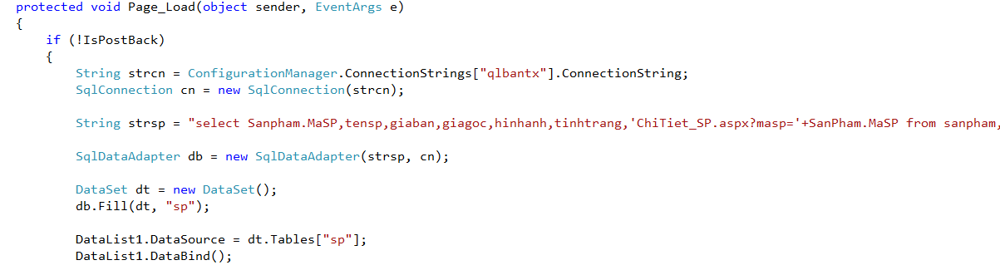 protected void Page_Load(object sender, EventArgs e)
{
if (!IsPostBack)
{
String strcn = ConfigurationManager.ConnectionStrings["qlbantx"].ConnectionString;
SqlConnection cn = new SqlConnection(strcn);
String strsp = "select Sanpham.MaSP,tensp,giaban,giagoc,hinhanh,tinhtrang,'ChiTiet_SP.aspx?masp='+SanPham.MaSP from sanpham,
SqlDataAdapter db = new SqlDataAdapter(strsp, cn);
DataSet dt = new DataSet();
db.Fill(dt, "sp");
DataList1.DataSource = dt.Tables["sp"];
DataList1.DataBind();